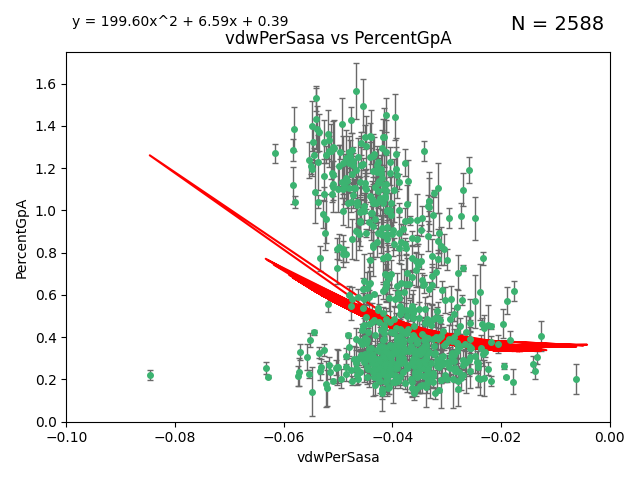 y = 199.60x^2 + 6.59x + 0.39
N = 2588
vdwPerSasa vs PercentGpA
PercentGpA
1.6
1.4
1.2
1.0
0.8
0.6
0.4
0.2
0.0
−0.10 −0.08 −0.06 −0.04 −0.02 0.00
vdwPerSasa